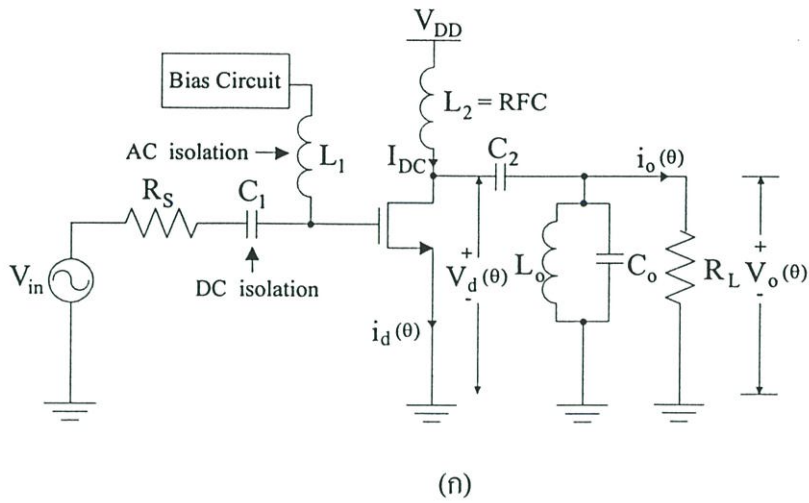 V_DD
Bias Circuit
L_2 = RFC
AC isolation
L_1
I_DC
C_2
i_o(θ)
R_S
C_1
V_in
DC isolation
+
V_d(θ)
-
L_o
C_o
R_L
+
V_o(θ)
-
i_d(θ)
(ก)